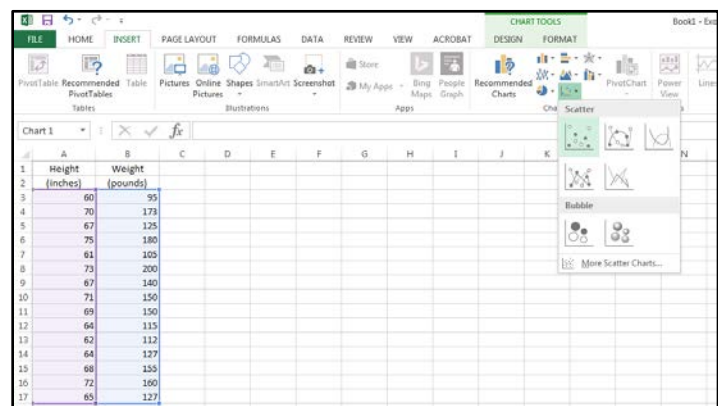 CHART TOOLS
Book1 - Exc
FILE HOME INSERT PAGE LAYOUT FORMULAS DATA REVIEW VIEW ACROBAT DESIGN FORMAT
PivotTable Recommended PivotTables Table
Pictures Online Pictures Shapes SmartArt Screenshot
Store
My Apps
Bing Maps People Graph
Recommended Charts
PivotChart
Power View
Line
Tables Illustrations Apps Cha
Chart 1 fx
Scatter
Bubble
More Scatter Charts...
A B C D E F G H I J K N
1 Height Weight
2 (inches) (pounds)
3 60 95
4 70 173
5 67 125
6 75 180
7 61 105
8 73 200
9 67 140
10 71 150
11 69 150
12 64 115
13 62 112
14 64 127
15 68 155
16 72 160
17 65 127